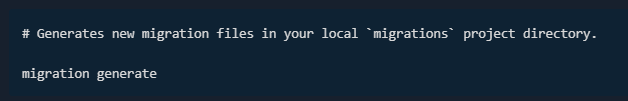 # Generates new migration files in your local `migrations` project directory.
migration generate